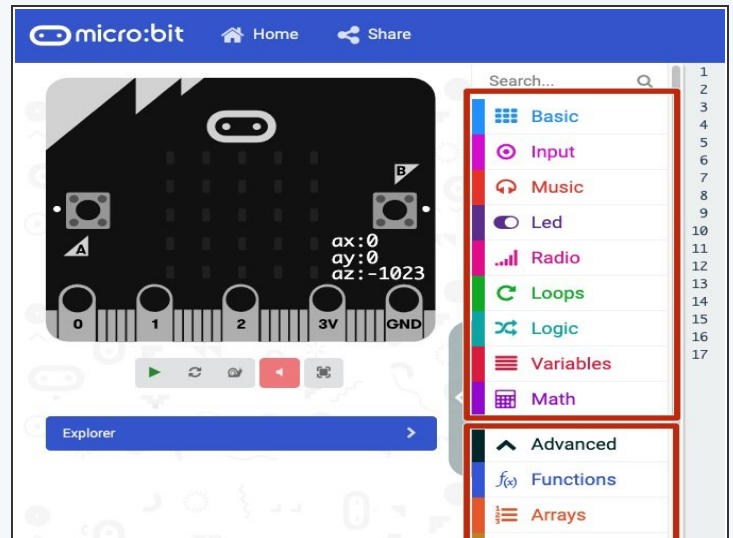 micro:bit Home Share
Search...
Basic
Input
Music
Led
Radio
Loops
Logic
Variables
Math
Advanced
f(x) Functions
Arrays
B
A
ax:0
ay:0
az:-1023
0 1 2 3V GND
Explorer
1
2
3
4
5
6
7
8
9
10
11
12
13
14
15
16
17